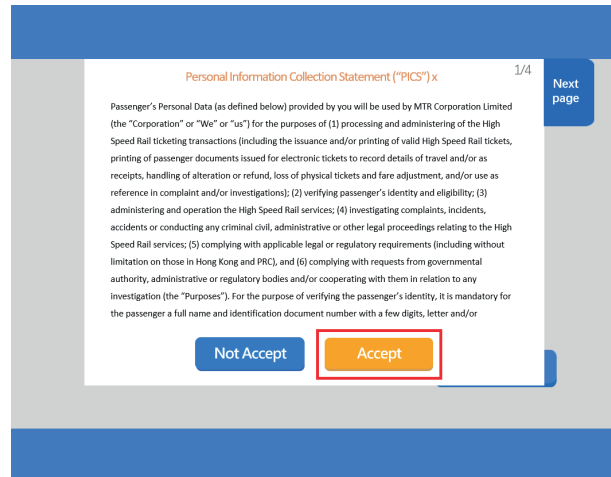 Personal Information Collection Statement (“PICS”) x
1/4
Next
page
Passenger’s Personal Data (as defined below) provided by you will be used by MTR Corporation Limited
(the “Corporation” or “We” or “us”) for the purposes of (1) processing and administering of the High
Speed Rail ticketing transactions (including the issuance and/or printing of valid High Speed Rail tickets,
printing of passenger documents issued for electronic tickets to record details of travel and/or as
receipts, handling of alteration or refund, loss of physical tickets and fare adjustment, and/or use as
reference in complaint and/or investigations); (2) verifying passenger’s identity and eligibility; (3)
administering and operation the High Speed Rail services; (4) investigating complaints, incidents,
accidents or conducting any criminal civil, administrative or other legal proceedings relating to the High
Speed Rail services; (5) complying with applicable legal or regulatory requirements (including without
limitation on those in Hong Kong and PRC), and (6) complying with requests from governmental
authority, administrative or regulatory bodies and/or cooperating with them in relation to any
investigation (the “Purposes”). For the purpose of verifying the passenger’s identity, it is mandatory for
the passenger a full name and identification document number with a few digits, letter and/or
Not Accept
Accept